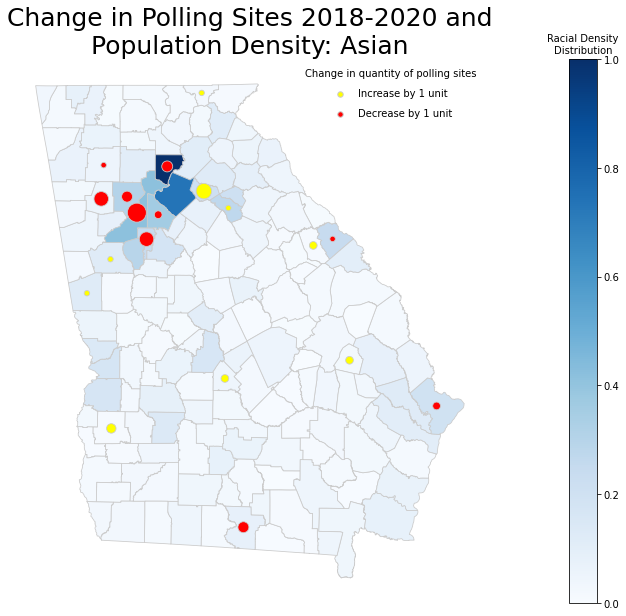 Change in Polling Sites 2018-2020 and
Population Density: Asian
Racial Density
Distribution
Change in quantity of polling sites
Increase by 1 unit
Decrease by 1 unit
1.0
0.8
0.6
0.4
0.2
0.0